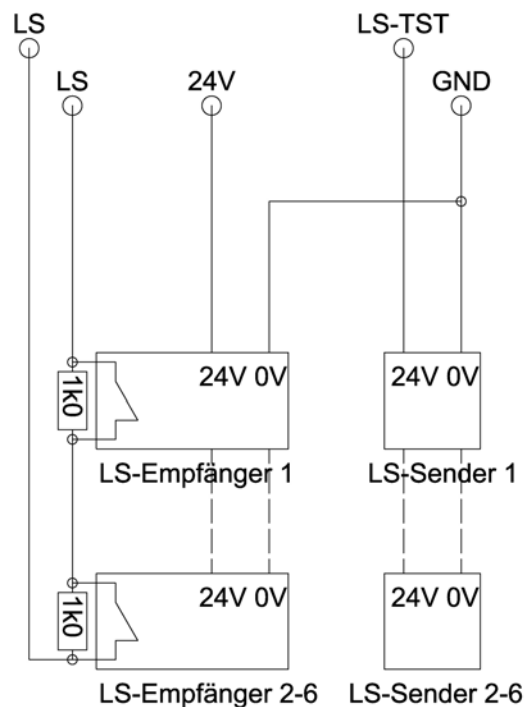 LS
LS-TST
LS
24V
GND
24V 0V
24V 0V
1k0
LS-Empfänger 1
LS-Sender 1
24V 0V
24V 0V
1k0
LS-Empfänger 2-6
LS-Sender 2-6